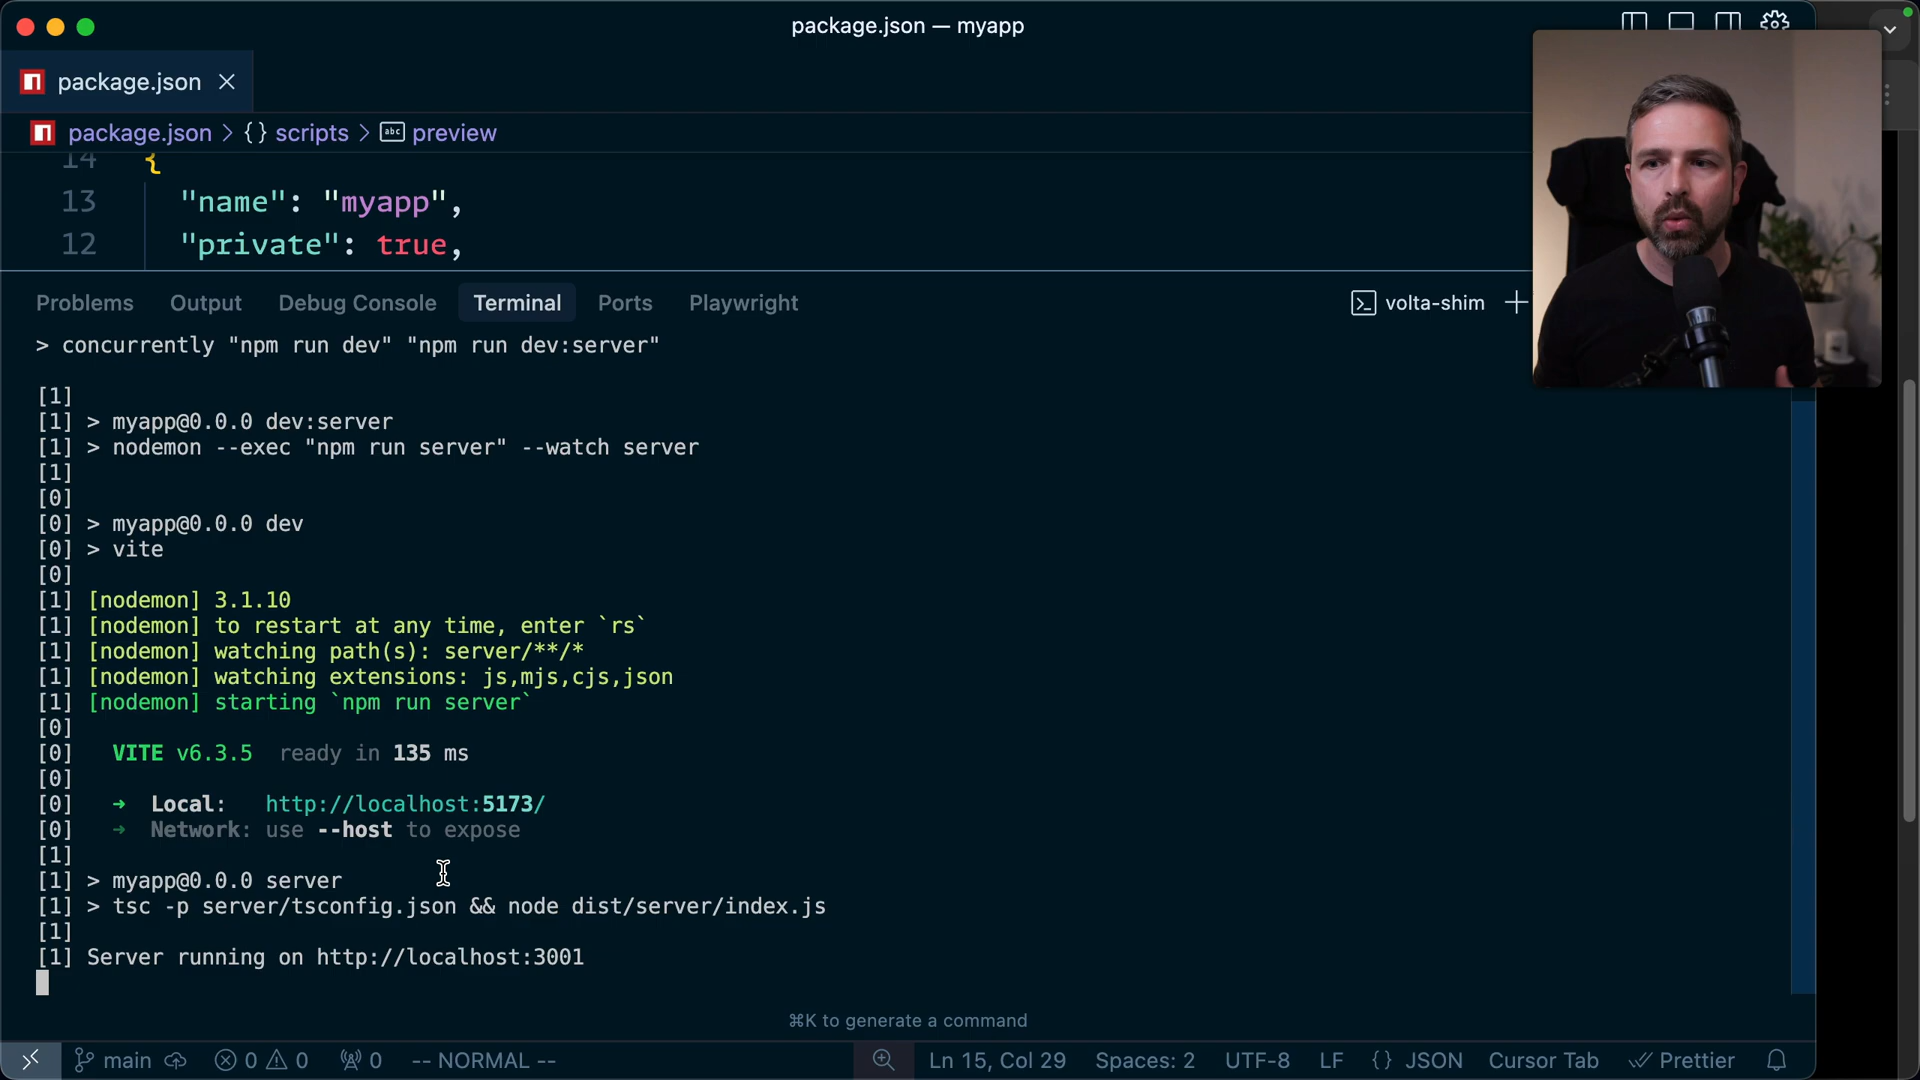 package.json — myapp
package.json
package.json > {} scripts > abc preview
14 {
13 "name": "myapp",
12 "private": true,
Problems Output Debug Console Terminal Ports Playwright volta-shim
> concurrently "npm run dev" "npm run dev:server"
[1]
[1] > myapp@0.0.0 dev:server
[1] > nodemon --exec "npm run server" --watch server
[1]
[0]
[0] > myapp@0.0.0 dev
[0] > vite
[0]
[1] [nodemon] 3.1.10
[1] [nodemon] to restart at any time, enter `rs`
[1] [nodemon] watching path(s): server/**/*
[1] [nodemon] watching extensions: js,mjs,cjs,json
[1] [nodemon] starting `npm run server`
[0]
[0] VITE v6.3.5 ready in 135 ms
[0]
[0] ➜ Local: http://localhost:5173/
[0] ➜ Network: use --host to expose
[1]
[1] > myapp@0.0.0 server
[1] > tsc -p server/tsconfig.json && node dist/server/index.js
[1]
[1] Server running on http://localhost:3001
⌘K to generate a command
main 0 0 0 -- NORMAL -- Ln 15, Col 29 Spaces: 2 UTF-8 LF {} JSON Cursor Tab Prettier